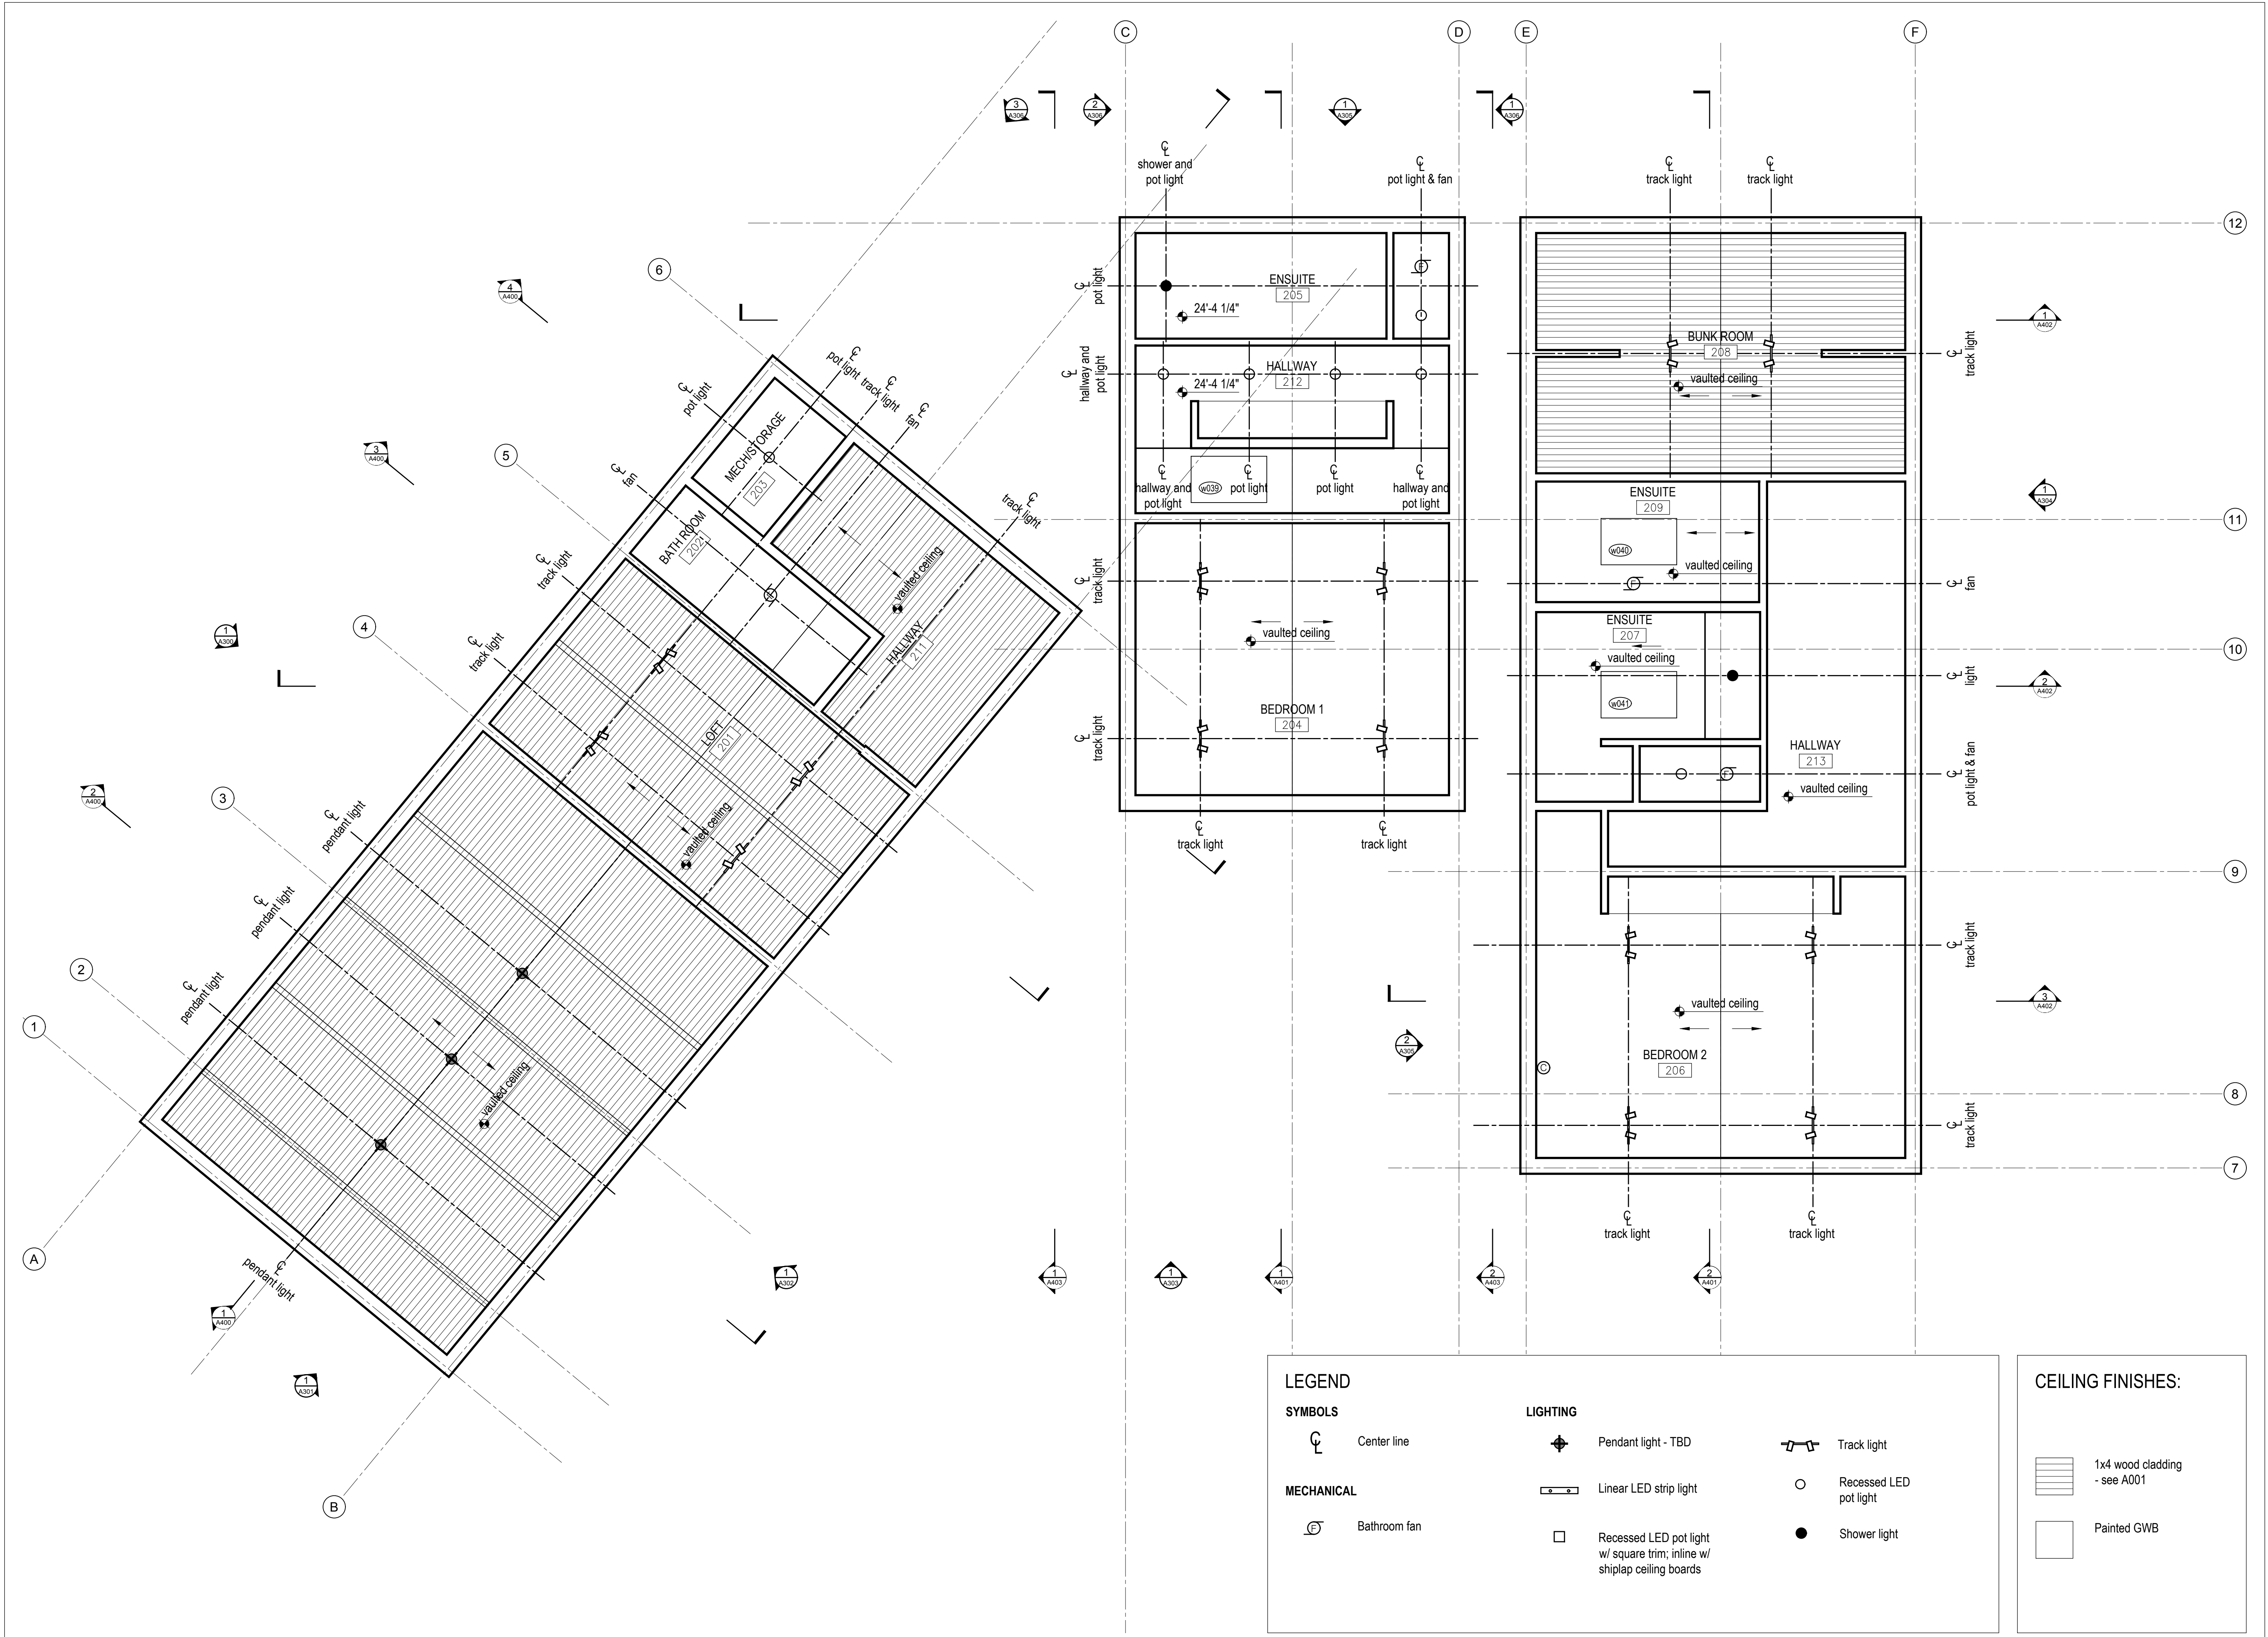 C
D
E
F
3
A306
2
A306
1
A305
1
A306
℄
shower and
pot light
℄
pot light & fan
℄
track light
℄
track light
12
6
4
A400
℄
pot light
ENSUITE
205
24'-4 1/4"
F
1
A402
BUNK ROOM
208
vaulted ceiling
℄
track light
℄
hallway and
pot light
HALLWAY
212
24'-4 1/4"
℄
pot light
℄
track light
℄
fan
℄
pot light
MECH/STORAGE
203
5
3
A400
℄
fan
℄
hallway and
pot light
w039
℄
pot light
℄
pot light
℄
hallway and
pot light
ENSUITE
209
w040
vaulted ceiling
F
℄
fan
1
A304
11
℄
track light
BATH ROOM
202
℄
track light
vaulted ceiling
HALLWAY
211
℄
track light
vaulted ceiling
BEDROOM 1
204
℄
track light
ENSUITE
207
vaulted ceiling
w041
℄
light
10
2
A402
4
1
A300
℄
track light
LOFT
201
vaulted ceiling
HALLWAY
213
vaulted ceiling
F
℄
pot light & fan
3
2
A400
℄
pendant light
℄
track light
℄
track light
9
℄
pendant light
2
℄
track light
℄
pendant light
1
vaulted ceiling
vaulted ceiling
3
A402
2
A305
BEDROOM 2
206
C
8
℄
track light
7
℄
track light
℄
track light
A
℄
pendant light
1
A400
1
A302
1
A403
1
A303
1
A401
2
A403
2
A401
1
A301
B
LEGEND
SYMBOLS
℄
Center line
MECHANICAL
F
Bathroom fan
LIGHTING
Pendant light - TBD
Linear LED strip light
Recessed LED pot light
w/ square trim; inline w/
shiplap ceiling boards
Track light
Recessed LED
pot light
Shower light
CEILING FINISHES:
1x4 wood cladding
- see A001
Painted GWB